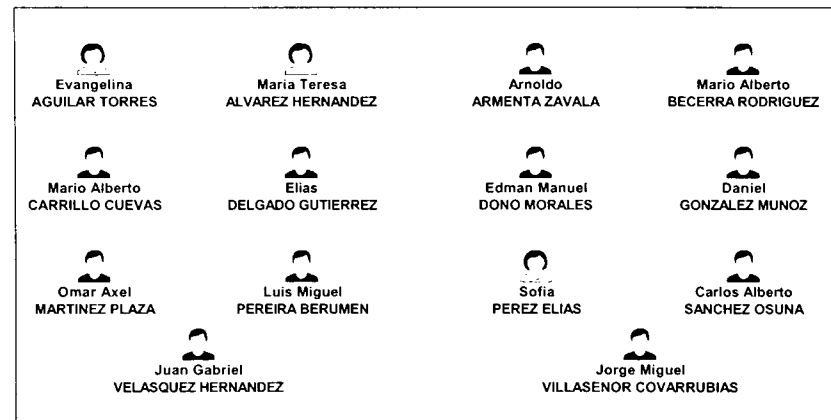 Evangelina
AGUILAR TORRES
Maria Teresa
ALVAREZ HERNANDEZ
Arnoldo
ARMENTA ZAVALA
Mario Alberto
BECERRA RODRIGUEZ
Mario Alberto
CARRILLO CUEVAS
Elias
DELGADO GUTIERREZ
Edman Manuel
DONO MORALES
Daniel
GONZALEZ MUNOZ
Omar Axel
MARTINEZ PLAZA
Luis Miguel
PEREIRA BERUMEN
Sofia
PEREZ ELIAS
Carlos Alberto
SANCHEZ OSUNA
Juan Gabriel
VELASQUEZ HERNANDEZ
Jorge Miguel
VILLASENOR COVARRUBIAS